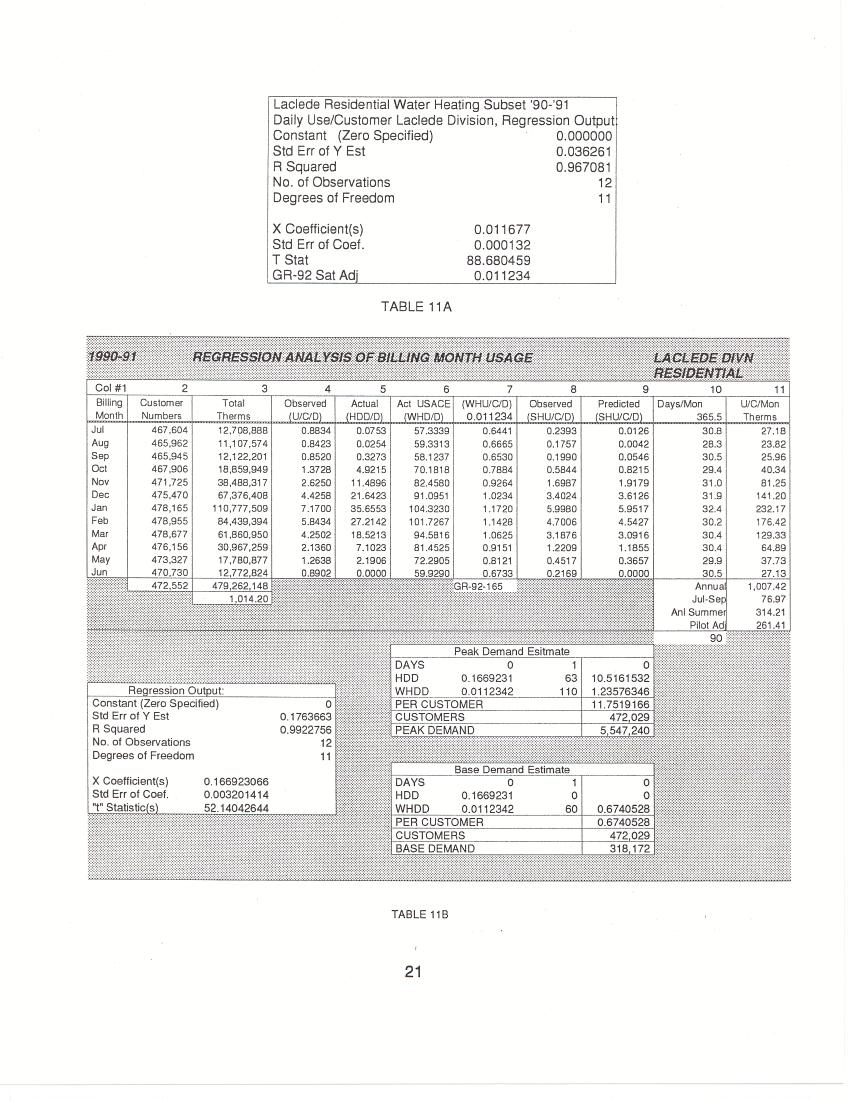 Laclede Residential Water Heating Subset '90-'91
Daily Use/Customer Laclede Division, Regression Output:
Constant (Zero Specified) 0.000000
Std Err of Y Est 0.036261
R Squared 0.967081
No. of Observations 12
Degrees of Freedom 11
X Coefficient(s) 0.011677
Std Err of Coef. 0.000132
T Stat 88.680459
GR-92 Sat Adj 0.011234
TABLE 11A
1990-91 REGRESSION ANALYSIS OF BILLING MONTH USAGE LACLEDE DIVN
RESIDENTIAL
Col #1 2 3 4 5 6 7 8 9 10 11
Billing Customer Total Observed Actual Act USACE (WHU/C/D) Observed Predicted Days/Mon U/C/Mon
Month Numbers Therms (U/C/D) (HDD/D) (WHD/D) 0.011234 (SHU/C/D) (SHU/C/D) 365.5 Therms
Jul 467,604 12,708,888 0.8834 0.0753 57.3339 0.6441 0.2393 0.0126 30.8 27.18
Aug 465,962 11,107,574 0.8423 0.0254 59.3313 0.6665 0.1757 0.0042 28.3 23.82
Sep 465,945 12,122,201 0.8520 0.3273 58.1237 0.6530 0.1990 0.0546 30.5 25.96
Oct 467,906 18,859,949 1.3728 4.9215 70.1818 0.7884 0.5844 0.8215 29.4 40.34
Nov 471,725 38,488,317 2.6250 11.4896 82.4580 0.9264 1.6987 1.9179 31.0 81.25
Dec 475,470 67,376,408 4.4258 21.6423 91.0951 1.0234 3.4024 3.6126 31.9 141.20
Jan 478,165 110,777,509 7.1700 35.6553 104.3230 1.1720 5.9980 5.9517 32.4 232.17
Feb 478,955 84,439,394 5.8434 27.2142 101.7267 1.1428 4.7006 4.5427 30.2 176.42
Mar 478,677 61,860,950 4.2502 18.5213 94.5816 1.0625 3.1876 3.0916 30.4 129.33
Apr 476,156 30,967,259 2.1360 7.1023 81.4525 0.9151 1.2209 1.1855 30.4 64.89
May 473,327 17,780,877 1.2638 2.1906 72.2905 0.8121 0.4517 0.3657 29.9 37.73
Jun 470,730 12,772,824 0.8902 0.0000 59.9290 0.6733 0.2169 0.0000 30.5 27.13
472,552 479,262,148 GR-92-165 Annual 1,007.42
1,014.20 Jul-Sep 76.97
Anl Summer 314.21
Pilot Adj 261.41
90
Peak Demand Esitmate
DAYS 0 1 0
HDD 0.1669231 63 10.5161532
WHDD 0.0112342 110 1.23576346
PER CUSTOMER 11.7519166
CUSTOMERS 472,029
PEAK DEMAND 5,547,240
Regression Output:
Constant (Zero Specified) 0
Std Err of Y Est 0.1763663
R Squared 0.9922756
No. of Observations 12
Degrees of Freedom 11
X Coefficient(s) 0.166923066
Std Err of Coef. 0.003201414
"t" Statistic(s) 52.14042644
Base Demand Estimate
DAYS 0 1 0
HDD 0.1669231 0 0
WHDD 0.0112342 60 0.6740528
PER CUSTOMER 0.6740528
CUSTOMERS 472,029
BASE DEMAND 318,172
TABLE 11B
21